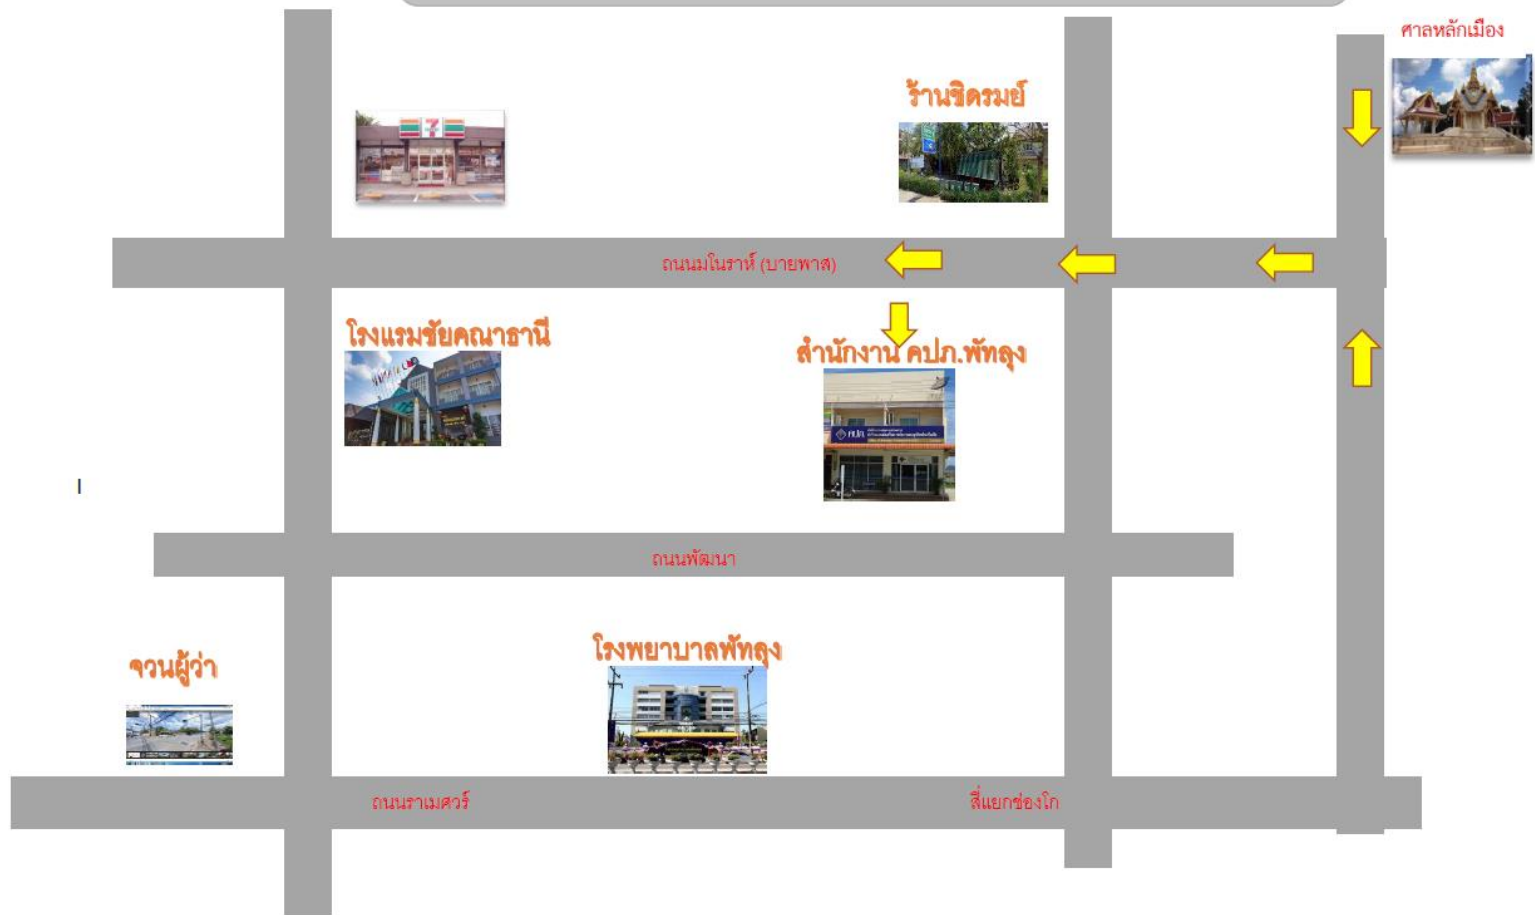 ศาลหลักเมือง
ร้านชิดรมย์
7
ถนนมโนราห์ (บายพาส)
โรงแรมชัยคณาธานี
สำนักงาน คปภ.พัทลุง
คปภ.
ถนนพัฒนา
โรงพยาบาลพัทลุง
จวนผู้ว่า
ถนนราเมศวร์
สี่แยกช่องโก